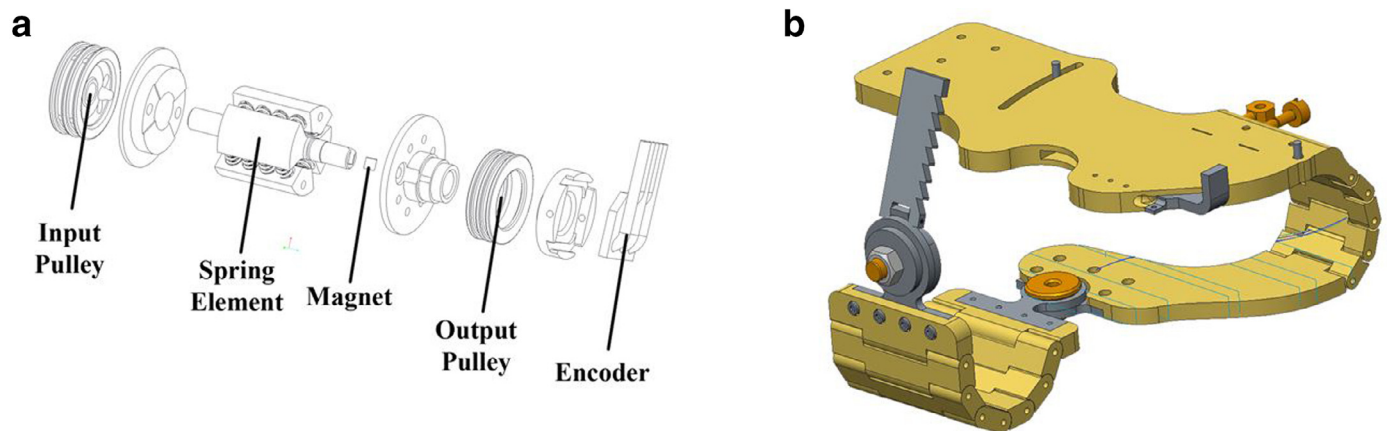 a
b
Input
Pulley
Spring
Element
Magnet
Output
Pulley
Encoder